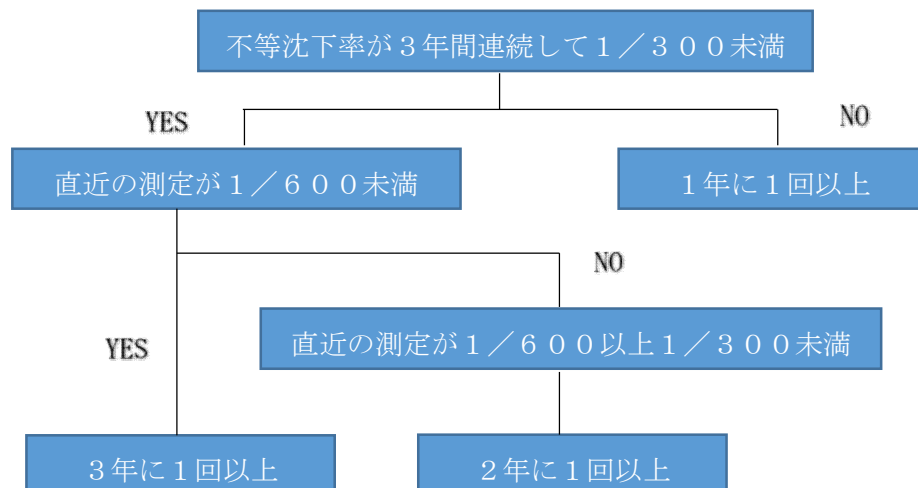 不等沈下率が３年間連続して１／３００未満
YES
NO
直近の測定が１／６００未満
１年に１回以上
NO
直近の測定が１／６００以上１／３００未満
YES
３年に１回以上
２年に１回以上